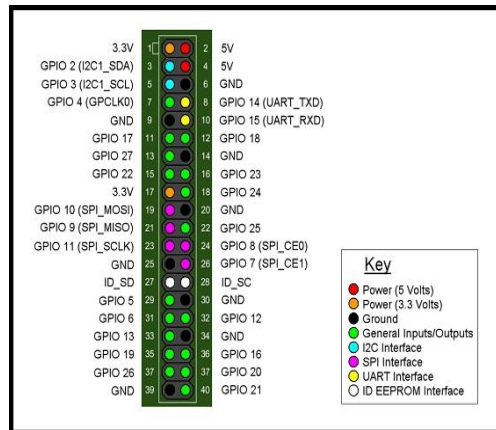 3.3V 1 2 5V
GPIO 2 (I2C1_SDA) 3 4 5V
GPIO 3 (I2C1_SCL) 5 6 GND
GPIO 4 (GPCLK0) 7 8 GPIO 14 (UART_TXD)
GND 9 10 GPIO 15 (UART_RXD)
GPIO 17 11 12 GPIO 18
GPIO 27 13 14 GND
GPIO 22 15 16 GPIO 23
3.3V 17 18 GPIO 24
GPIO 10 (SPI_MOSI) 19 20 GND
GPIO 9 (SPI_MISO) 21 22 GPIO 25
GPIO 11 (SPI_SCLK) 23 24 GPIO 8 (SPI_CE0)
GND 25 26 GPIO 7 (SPI_CE1)
ID_SD 27 28 ID_SC
GPIO 5 29 30 GND
GPIO 6 31 32 GPIO 12
GPIO 13 33 34 GND
GPIO 19 35 36 GPIO 16
GPIO 26 37 37 GPIO 20
GND 39 40 GPIO 21
Key
Power (5 Volts)
Power (3.3 Volts)
Ground
General Inputs/Outputs
I2C Interface
SPI Interface
UART Interface
ID EEPROM Interface